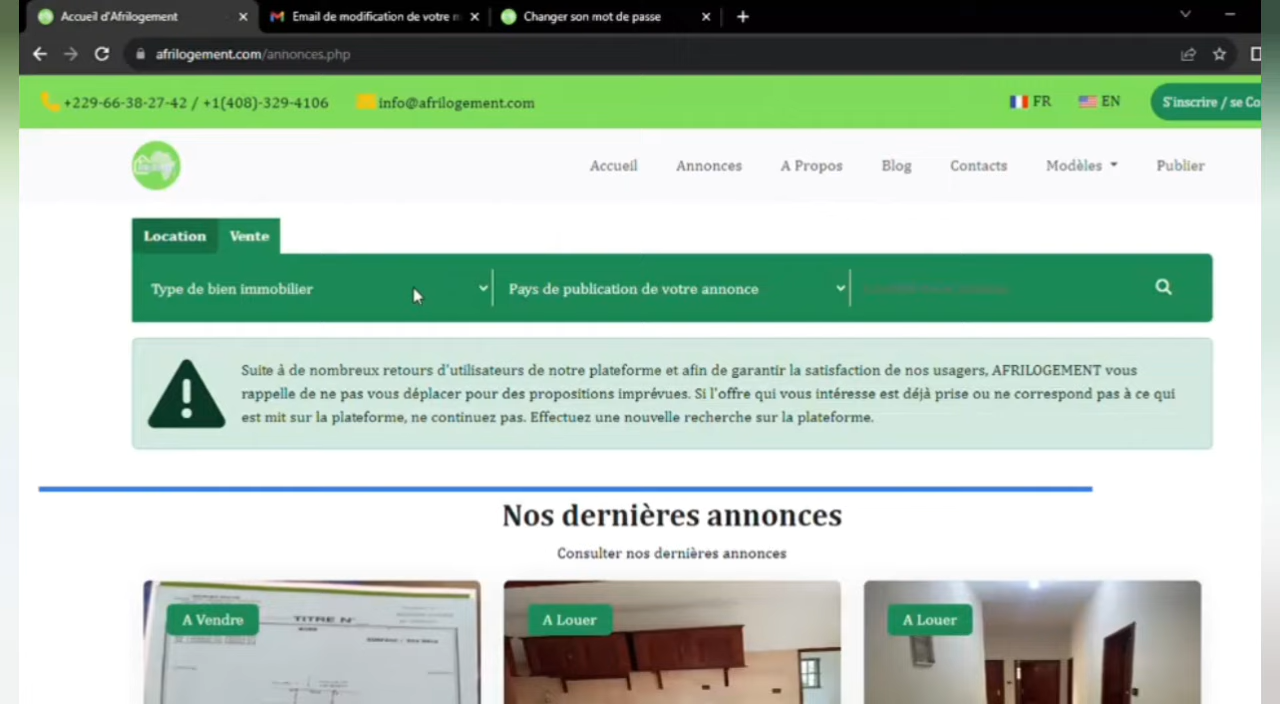 Accueil d'Afrilogement
Email de modification de votre m
Changer son mot de passe
afrilogement.com/annonces.php
+229-66-38-27-42 / +1(408)-329-4106
info@afrilogement.com
FR
EN
S'inscrire / se Co
Accueil
Annonces
A Propos
Blog
Contacts
Modèles
Publier
Location
Vente
Type de bien immobilier
Pays de publication de votre annonce
Suite à de nombreux retours d'utilisateurs de notre plateforme et afin de garantir la satisfaction de nos usagers, AFRILOGEMENT vous
rappelle de ne pas vous déplacer pour des propositions imprévues. Si l'offre qui vous intéresse est déjà prise ou ne correspond pas à ce qui
est mit sur la plateforme, ne continuez pas. Effectuez une nouvelle recherche sur la plateforme.
Nos dernières annonces
Consulter nos dernières annonces
A Vendre
TITRE N°
A Louer
A Louer